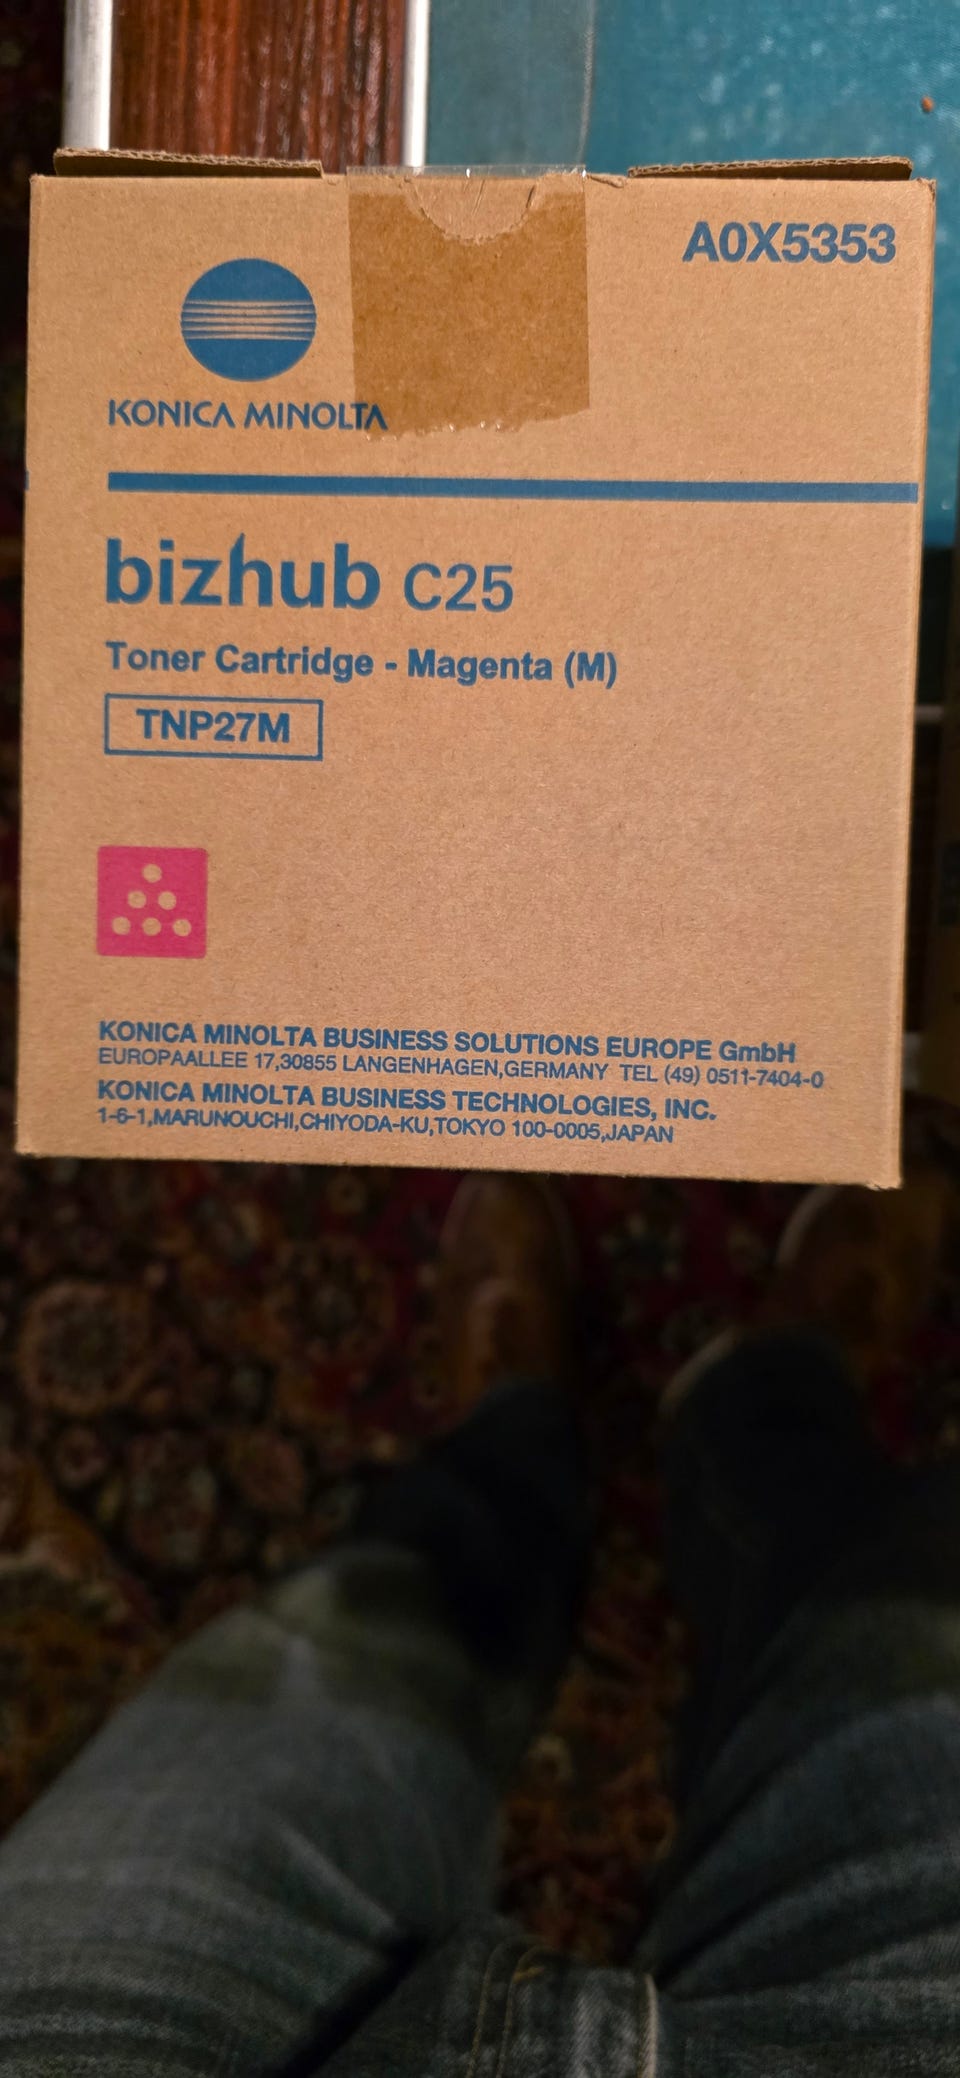 A0X5353
KONICA MINOLTA
bizhub C25
Toner Cartridge - Magenta (M)
TNP27M
KONICA MINOLTA BUSINESS SOLUTIONS EUROPE GmbH
EUROPAALLEE 17,30855 LANGENHAGEN,GERMANY TEL (49) 0511-7404-0
KONICA MINOLTA BUSINESS TECHNOLOGIES, INC.
1-6-1,MARUNOUCHI,CHIYODA-KU,TOKYO 100-0005,JAPAN